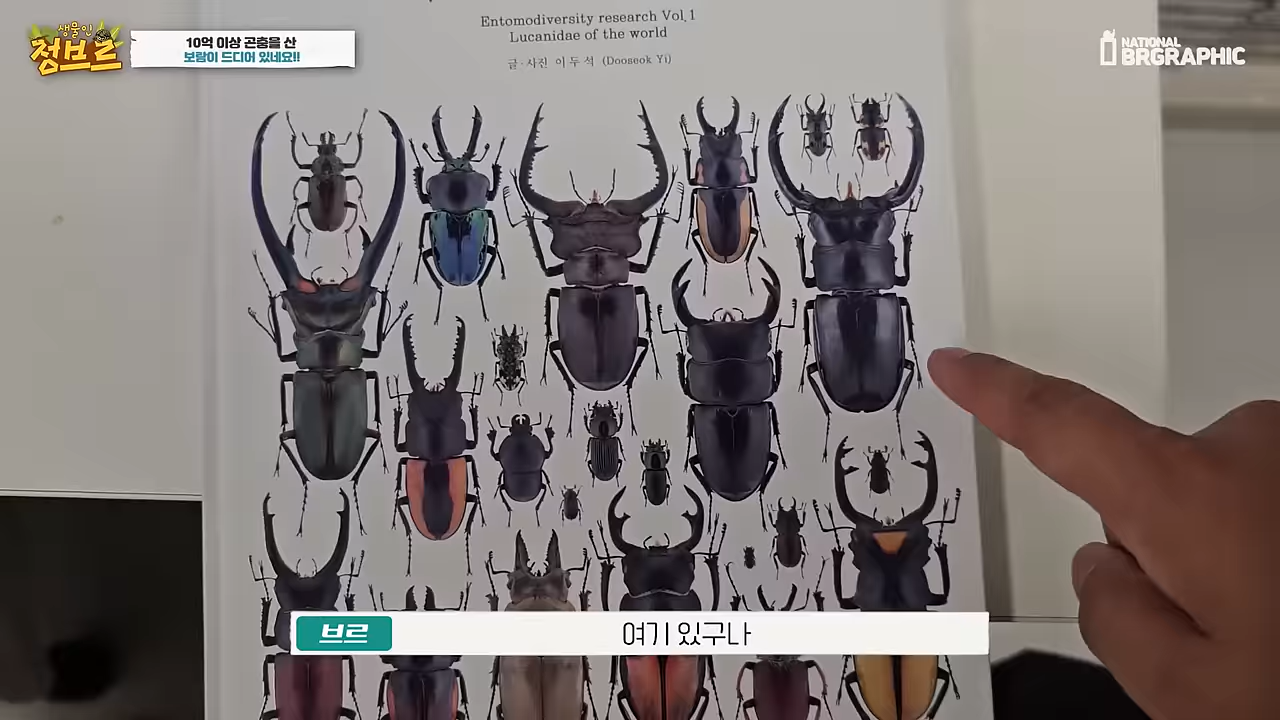 생물인
정브르
10억 이상 곤충을 산
보람이 드디어 있네요!!
NATIONAL
BRGRAPHIC
Entomodiversity research Vol.1
Lucanidae of the world
글·사진 이두석 (Dooseok Yi)
브르
여기 있구나